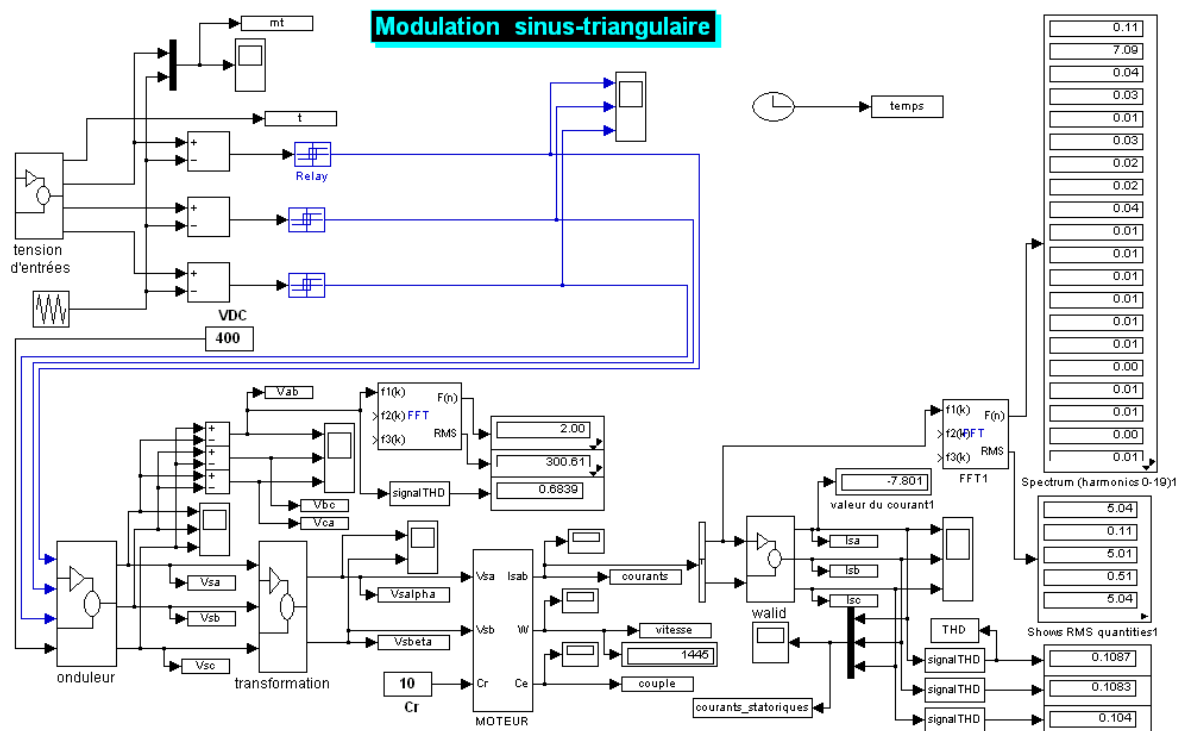 Modulation sinus-triangulaire
mt
t
Relay
tension
d'entrées
VDC
400
temps
0.11
7.09
0.04
0.03
0.01
0.03
0.02
0.02
0.04
0.01
0.01
0.01
0.01
0.01
0.01
0.00
0.01
0.01
0.00
0.01
Spectrum (harmonics 0-19)1
Vab
f1(k)
f2(k) FFT
f3(k)
F(n)
RMS
2.00
300.61
signalTHD
0.6839
Vbc
Vca
f1(k)
f2(k)
f3(k)
FFT
F(n)
RMS
FFT1
-7.801
valeur du courant1
5.04
0.11
5.01
0.51
5.04
Shows RMS quantities1
Vsa
Vsb
Vsc
onduleur
transformation
Vsalpha
Vsbeta
10
Cr
Vsa
Vsb
Cr
Isab
W
Ce
MOTEUR
courants
vitesse
1445
couple
walid
Isa
Isb
Isc
THD
signalTHD
0.1087
signalTHD
0.1083
signalTHD
0.104
courants_statoriques